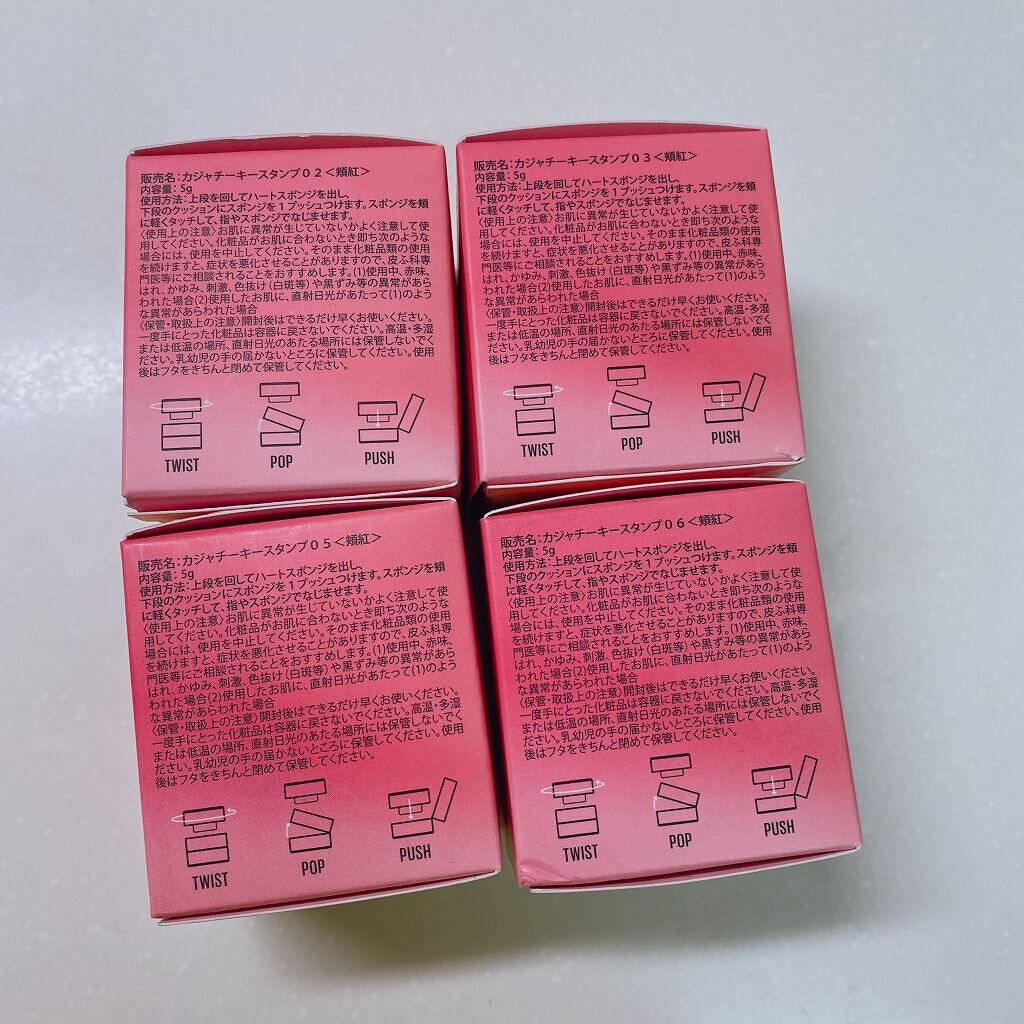 販売名：カジャチーキースタンプ０２＜頬紅＞
内容量：5g
使用方法：上段を回してハートスポンジを出し、
下段のクッションにスポンジを１プッシュつけます。スポンジを頬
に軽くタッチして、指やスポンジでなじませます。
〈使用上の注意〉お肌に異常が生じていないかよく注意して使
用してください。化粧品がお肌に合わないとき即ち次のような
場合には、使用を中止してください。そのまま化粧品類の使用
を続けますと、症状を悪化させることがありますので、皮ふ科専
門医等にご相談されることをおすすめします。(1)使用中、赤味、
はれ、かゆみ、刺激、色抜け(白斑等)や黒ずみ等の異常があら
われた場合(2)使用したお肌に、直射日光があたって(1)のよう
な異常があらわれた場合
〈保管・取扱上の注意〉開封後はできるだけ早くお使いください。
一度手にとった化粧品は容器に戻さないでください。高温・多湿
または低温の場所、直射日光のあたる場所には保管しないでく
ださい。乳幼児の手の届かないところに保管してください。使用
後はフタをきちんと閉めて保管してください。
TWIST POP PUSH
販売名：カジャチーキースタンプ０３＜頬紅＞
内容量：5g
使用方法：上段を回してハートスポンジを出し、
下段のクッションにスポンジを１プッシュつけます。スポンジを頬
に軽くタッチして、指やスポンジでなじませます。
〈使用上の注意〉お肌に異常が生じていないかよく注意して使
用してください。化粧品がお肌に合わないとき即ち次のような
場合には、使用を中止してください。そのまま化粧品類の使用
を続けますと、症状を悪化させることがありますので、皮ふ科専
門医等にご相談されることをおすすめします。(1)使用中、赤味、
はれ、かゆみ、刺激、色抜け(白斑等)や黒ずみ等の異常があら
われた場合(2)使用したお肌に、直射日光があたって(1)のよう
な異常があらわれた場合
〈保管・取扱上の注意〉開封後はできるだけ早くお使いください。
一度手にとった化粧品は容器に戻さないでください。高温・多湿
または低温の場所、直射日光のあたる場所には保管しないでく
ださい。乳幼児の手の届かないところに保管してください。使用
後はフタをきちんと閉めて保管してください。
TWIST POP PUSH
販売名：カジャチーキースタンプ０５＜頬紅＞
内容量：5g
使用方法：上段を回してハートスポンジを出し、
下段のクッションにスポンジを１プッシュつけます。スポンジを頬
に軽くタッチして、指やスポンジでなじませます。
〈使用上の注意〉お肌に異常が生じていないかよく注意して使
用してください。化粧品がお肌に合わないとき即ち次のような
場合には、使用を中止してください。そのまま化粧品類の使用
を続けますと、症状を悪化させることがありますので、皮ふ科専
門医等にご相談されることをおすすめします。(1)使用中、赤味、
はれ、かゆみ、刺激、色抜け(白斑等)や黒ずみ等の異常があら
われた場合(2)使用したお肌に、直射日光があたって(1)のよう
な異常があらわれた場合
〈保管・取扱上の注意〉開封後はできるだけ早くお使いください。
一度手にとった化粧品は容器に戻さないでください。高温・多湿
または低温の場所、直射日光のあたる場所には保管しないでく
ださい。乳幼児の手の届かないところに保管してください。使用
後はフタをきちんと閉めて保管してください。
TWIST POP PUSH
販売名：カジャチーキースタンプ０６＜頬紅＞
内容量：5g
使用方法：上段を回してハートスポンジを出し、
下段のクッションにスポンジを１プッシュつけます。スポンジを頬
に軽くタッチして、指やスポンジでなじませます。
〈使用上の注意〉お肌に異常が生じていないかよく注意して使
用してください。化粧品がお肌に合わないとき即ち次のような
場合には、使用を中止してください。そのまま化粧品類の使用
を続けますと、症状を悪化させることがありますので、皮ふ科専
門医等にご相談されることをおすすめします。(1)使用中、赤味、
はれ、かゆみ、刺激、色抜け(白斑等)や黒ずみ等の異常があら
われた場合(2)使用したお肌に、直射日光があたって(1)のよう
な異常があらわれた場合
〈保管・取扱上の注意〉開封後はできるだけ早くお使いください。
一度手にとった化粧品は容器に戻さないでください。高温・多湿
または低温の場所、直射日光のあたる場所には保管しないでく
ださい。乳幼児の手の届かないところに保管してください。使用
後はフタをきちんと閉めて保管してください。
TWIST POP PUSH